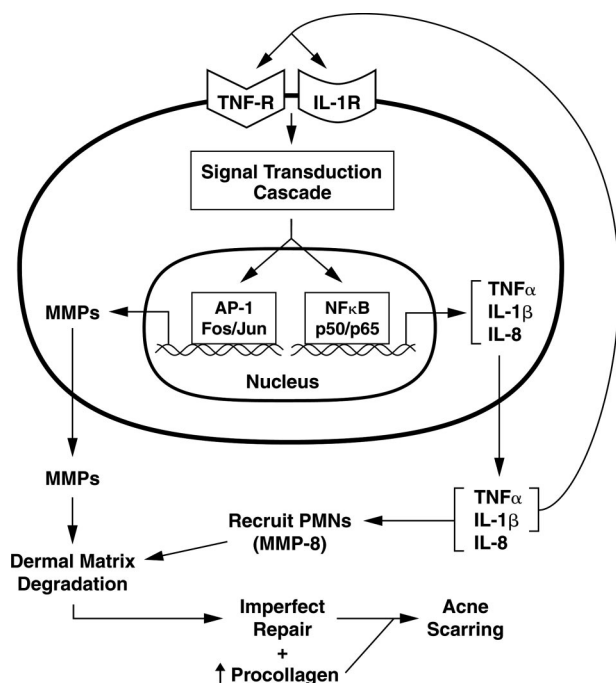 TNF-R
IL-1R
Signal Transduction
Cascade
AP-1
Fos/Jun
NFκB
p50/p65
Nucleus
MMPs
TNFα
IL-1β
IL-8
MMPs
TNFα
IL-1β
IL-8
Recruit PMNs
(MMP-8)
Dermal Matrix
Degradation
Imperfect
Repair
+
↑ Procollagen
Acne
Scarring